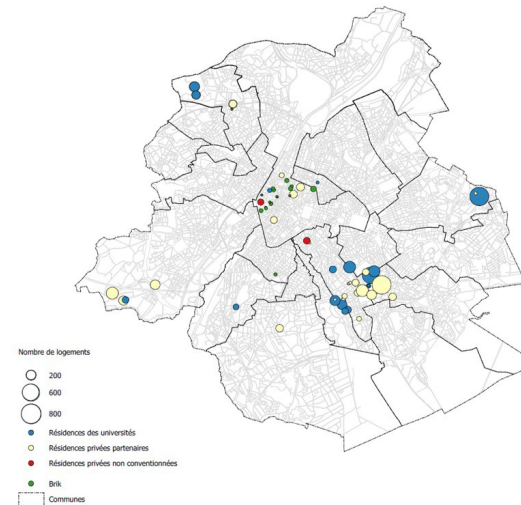 Nombre de logements
200
600
800
Résidences des universités
Résidences privées partenaires
Résidences privées non conventionnées
Brik
Communes